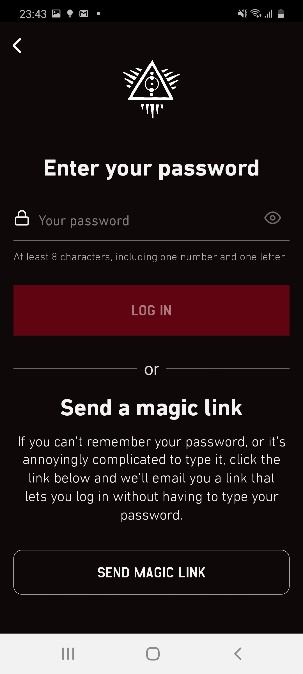 23:43
Enter your password
Your password
At least 8 characters, including one number and one letter
LOG IN
or
Send a magic link
If you can't remember your password, or it's
annoyingly complicated to type it, click the
link below and we'll email you a link that
lets you log in without having to type your
password.
SEND MAGIC LINK